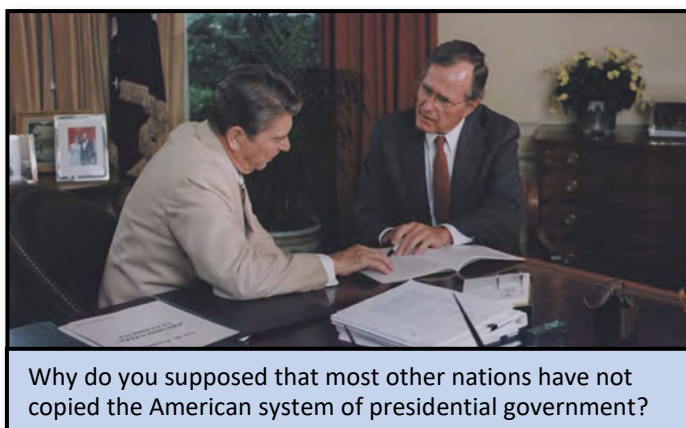 Why do you supposed that most other nations have not
copied the American system of presidential government?